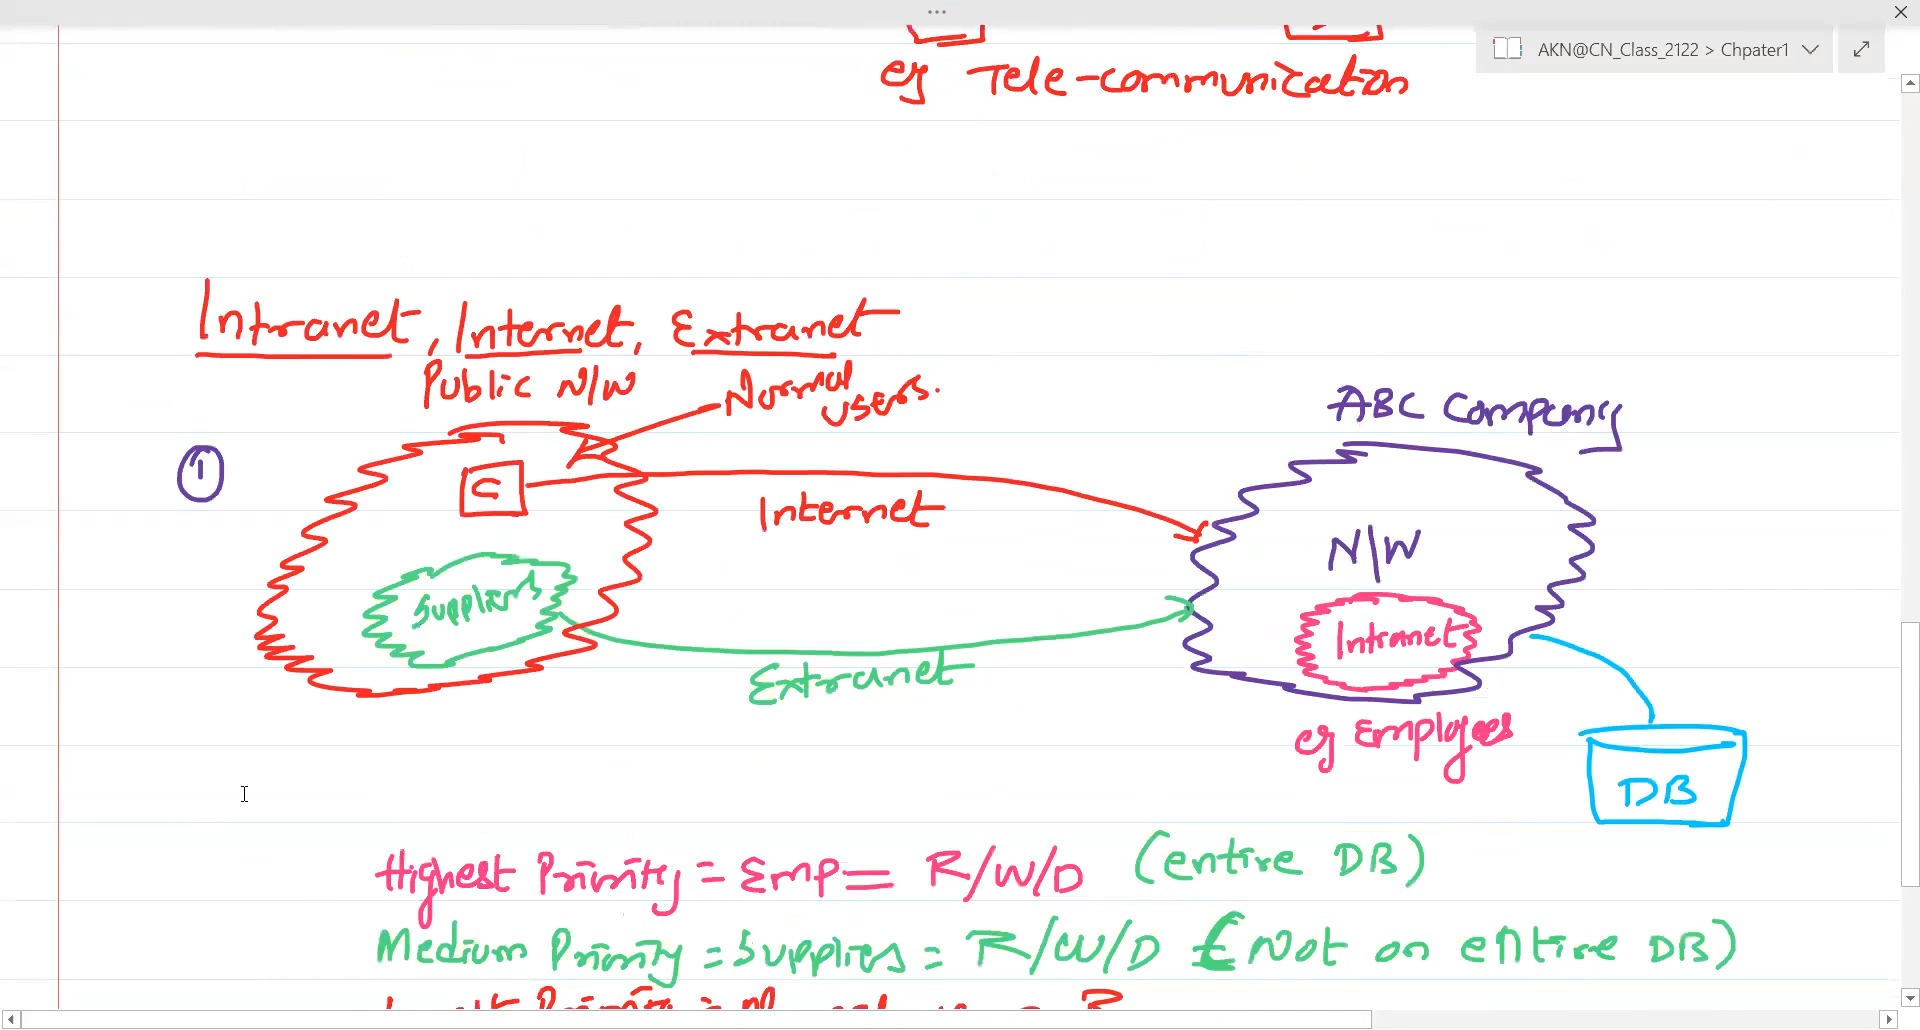 AKN@CN_Class_2122 > Chpater1
eg Tele-communication
Intranet, Internet, Extranet
Public N/W
Normal users.
ABC Company
1
C
Internet
N/W
Suppliers
Intranet
Extranet
eg Employees
DB
Highest Priority = Emp = R/W/D (entire DB)
Medium Priority = Supplies = R/W/D (Not on entire DB)